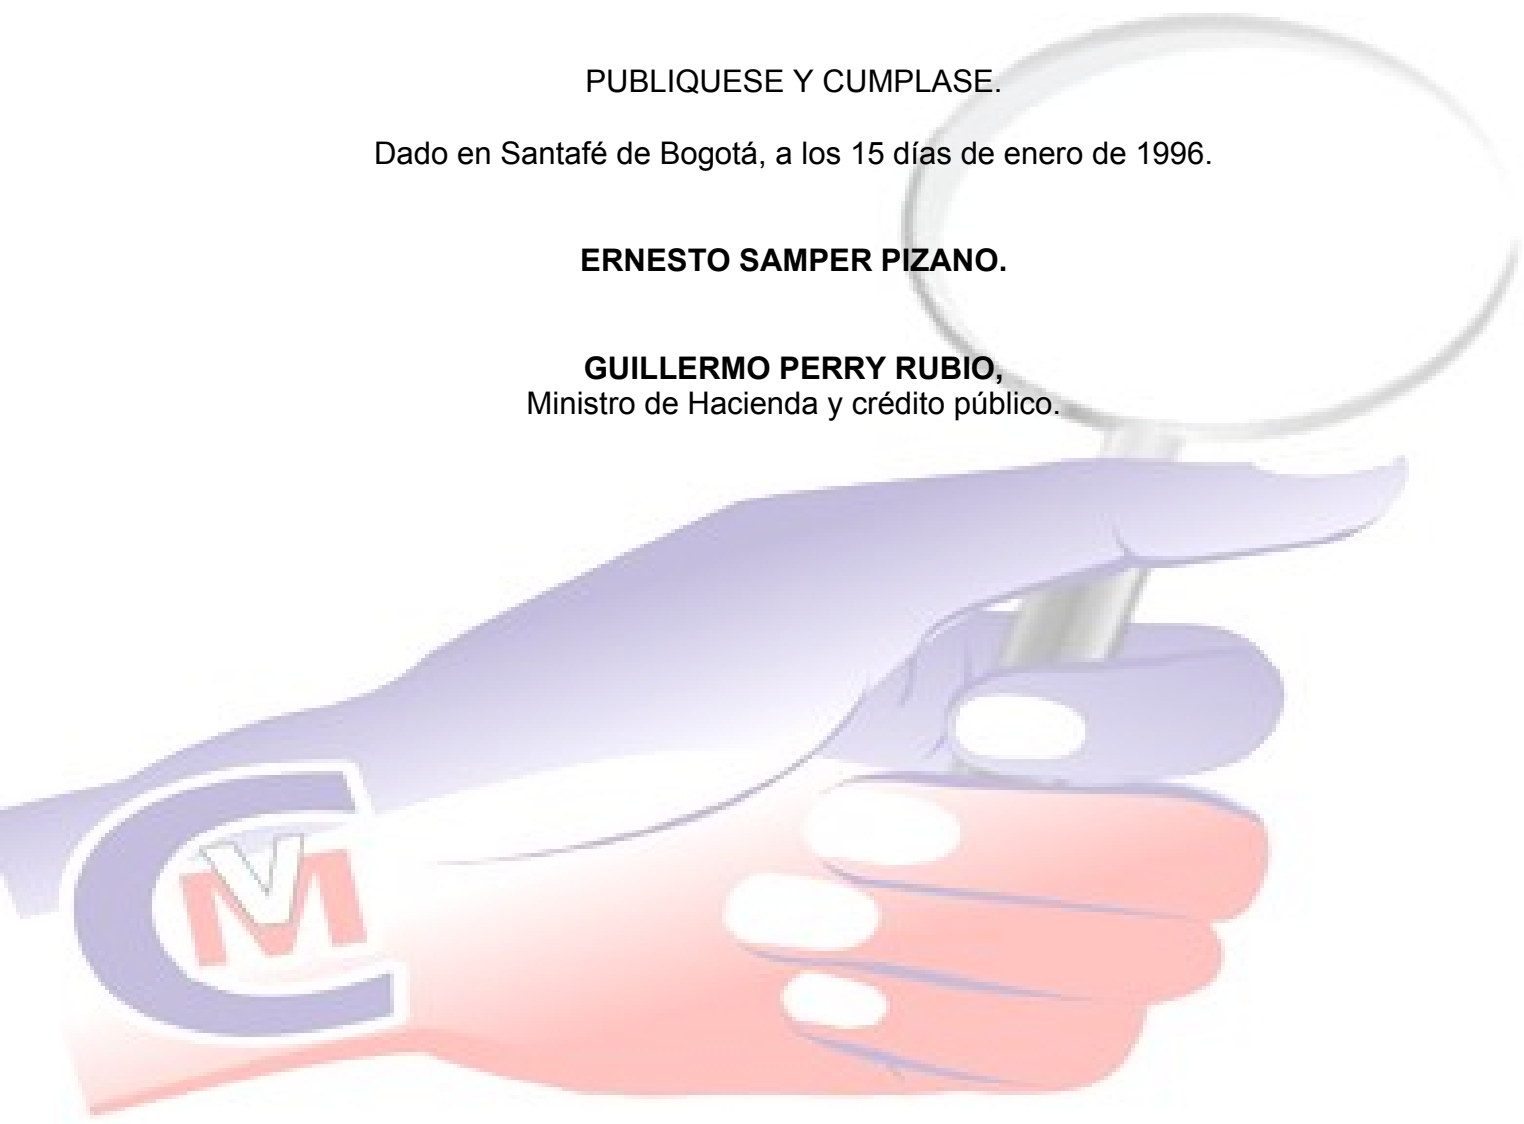 PUBLIQUESE Y CUMPLASE.
Dado en Santafé de Bogotá, a los 15 días de enero de 1996.
ERNESTO SAMPER PIZANO.
GUILLERMO PERRY RUBIO,
Ministro de Hacienda y crédito público.
CVM